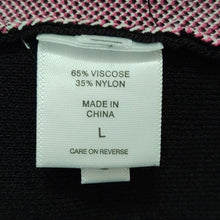 65% VISCOSE
35% NYLON
MADE IN
CHINA
L
CARE ON REVERSE